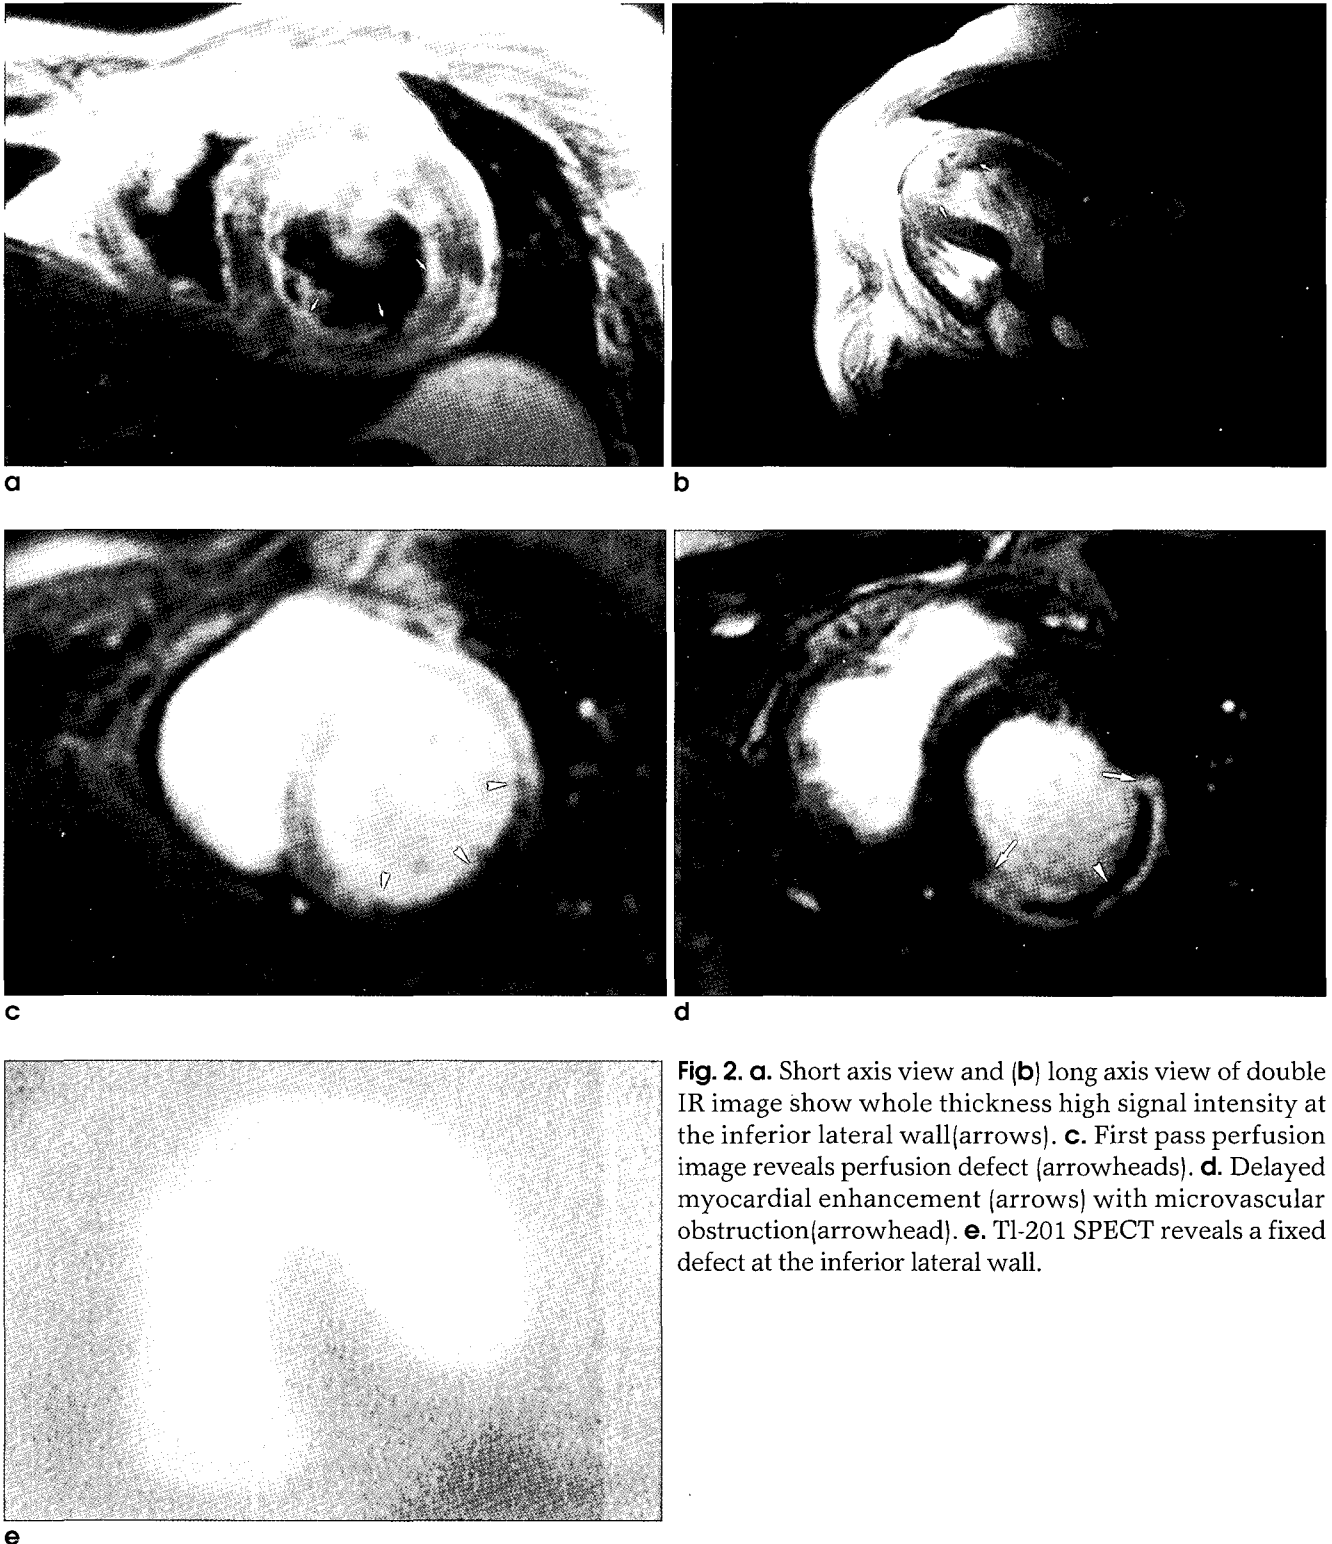 a
b
c
d
e
Fig. 2. a. Short axis view and (b) long axis view of double
IR image show whole thickness high signal intensity at
the inferior lateral wall(arrows). c. First pass perfusion
image reveals perfusion defect (arrowheads). d. Delayed
myocardial enhancement (arrows) with microvascular
obstruction(arrowhead). e. Tl-201 SPECT reveals a fixed
defect at the inferior lateral wall.